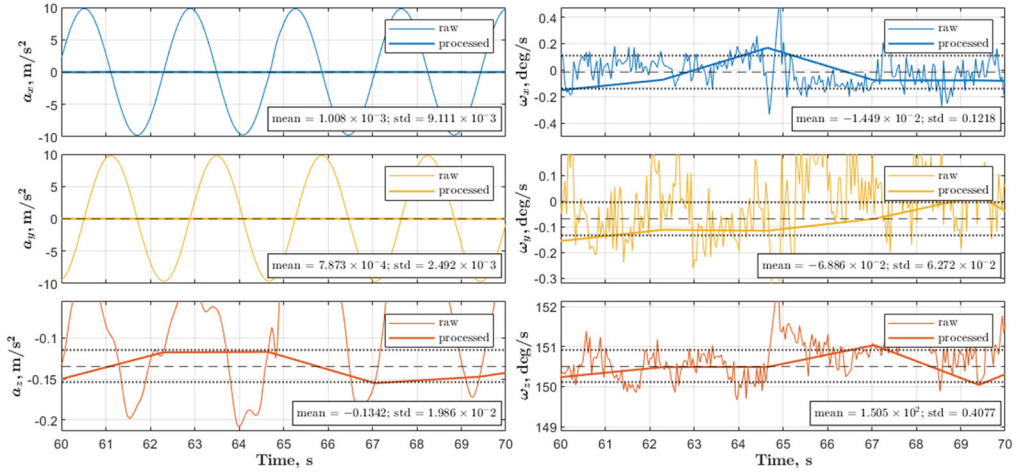 10
5
0
-5
-10
a_x, m/s²
raw
processed
mean = 1.008 × 10⁻3; std = 9.111 × 10⁻3
0.4
0.2
0
-0.2
-0.4
ω_x, deg/s
raw
processed
mean = −1.449 × 10⁻2; std = 0.1218
10
5
0
-5
-10
a_y, m/s²
raw
processed
mean = 7.873 × 10⁻4; std = 2.492 × 10⁻3
0.1
0
-0.1
-0.2
-0.3
ω_y, deg/s
raw
processed
mean = −6.886 × 10⁻2; std = 6.272 × 10⁻2
-0.1
-0.15
-0.2
a_z, m/s²
raw
processed
mean = −0.1342; std = 1.986 × 10⁻2
60 61 62 63 64 65 66 67 68 69 70
Time, s
152
151
150
149
ω_z, deg/s
raw
processed
mean = 1.505 × 10²; std = 0.4077
60 61 62 63 64 65 66 67 68 69 70
Time, s